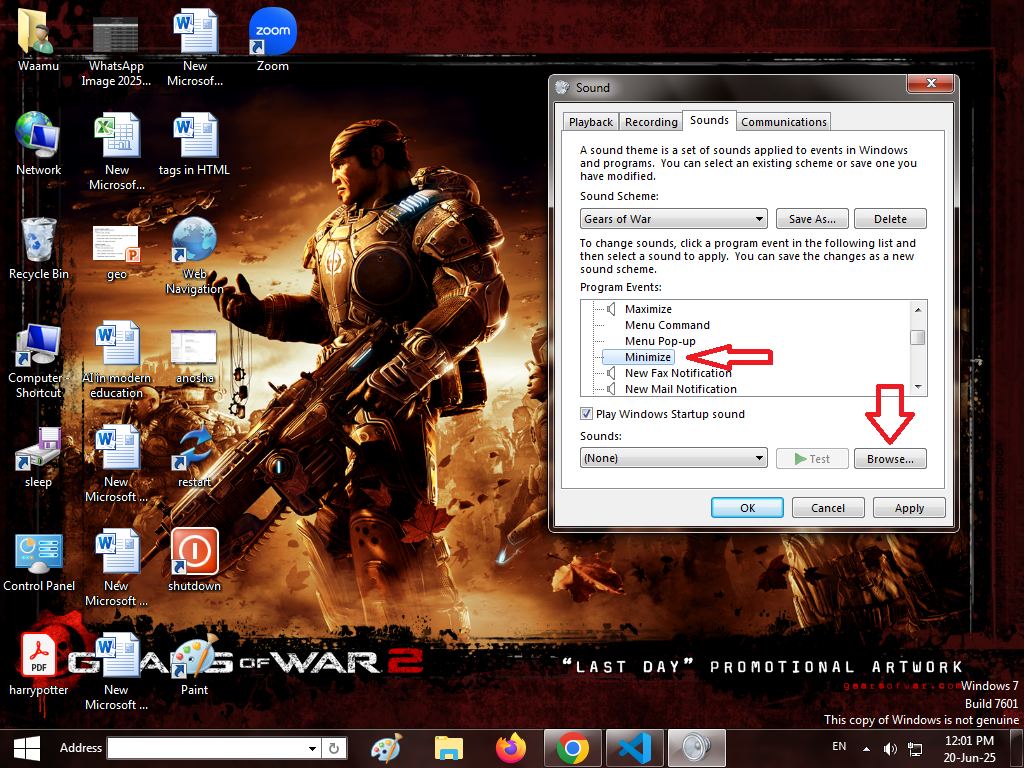 Waamu
WhatsApp
Image 2025...
New
Microsof...
zoom
Zoom
Network
New
Microsof...
tags in HTML
Recycle Bin
geo
Web
Navigation
Computer -
Shortcut
AI in modern
education
anosha
sleep
New
Microsoft ...
restart
Control Panel
New
Microsoft ...
shutdown
PDF
harrypotter
New
Microsoft ...
Paint
GEARS OF WAR 2
"LAST DAY" PROMOTIONAL ARTWORK
gearsofwar.com
Windows 7
Build 7601
This copy of Windows is not genuine
Sound
Playback
Recording
Sounds
Communications
A sound theme is a set of sounds applied to events in Windows
and programs. You can select an existing scheme or save one you
have modified.
Sound Scheme:
Gears of War
Save As...
Delete
To change sounds, click a program event in the following list and
then select a sound to apply. You can save the changes as a new
sound scheme.
Program Events:
Maximize
Menu Command
Menu Pop-up
Minimize
New Fax Notification
New Mail Notification
Play Windows Startup sound
Sounds:
(None)
Test
Browse...
OK
Cancel
Apply
Address
EN
12:01 PM
20-Jun-25